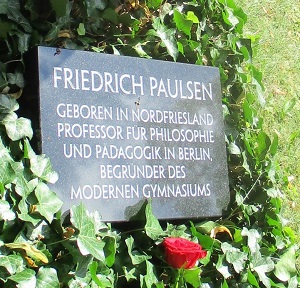 FRIEDRICH PAULSEN
GEBOREN IN NORDFRIESLAND
PROFESSOR FÜR PHILOSOPHIE
UND PÄDAGOGIK IN BERLIN,
BEGRÜNDER DES
MODERNEN GYMNASIUMS